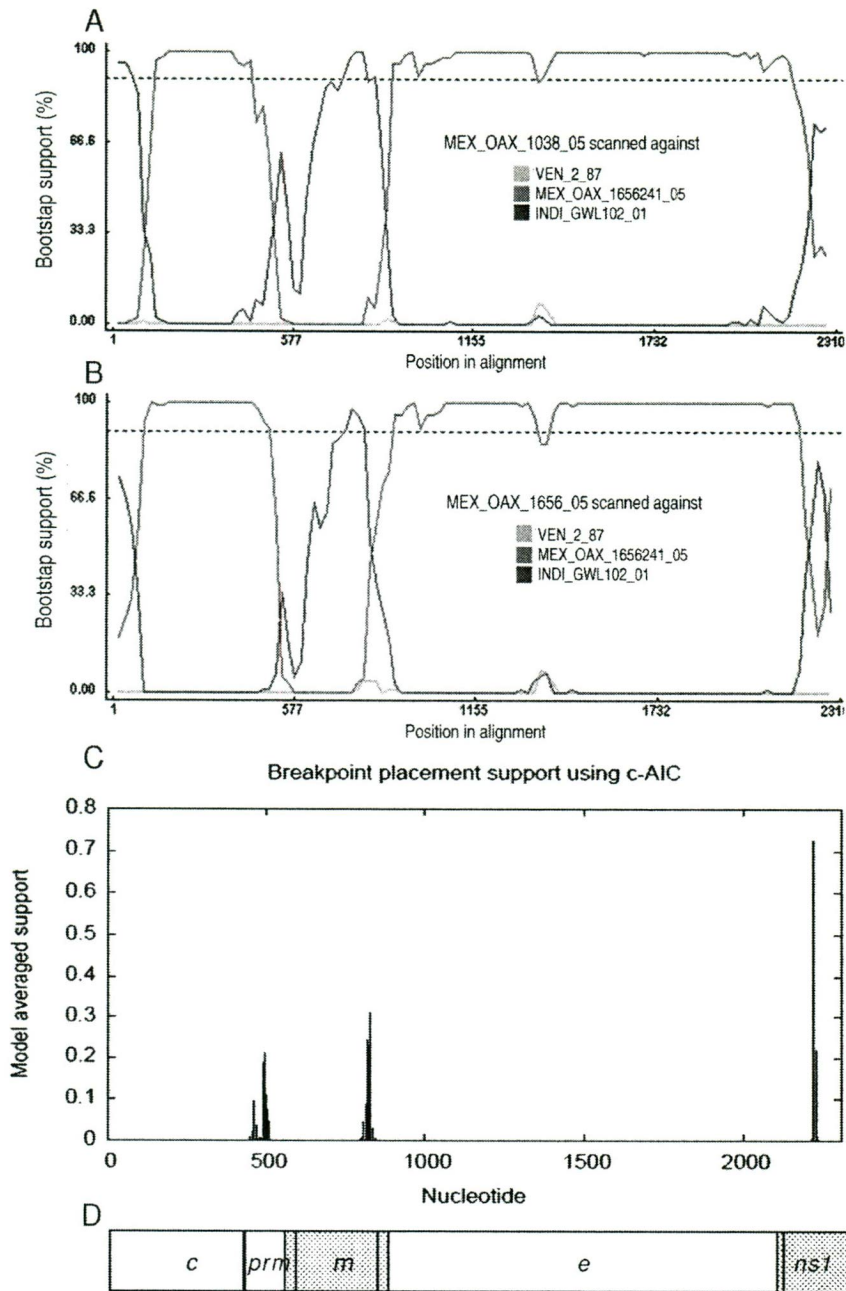 A
100
66.6
33.3
0.00
Bootstap support (%)
MEX_OAX_1038_05 scanned against
VEN_2_87
MEX_OAX_1656241_05
INDI_GWL102_01
1
577
1155
1732
2310
Position in alignment
B
100
66.6
33.3
0.00
Bootstap support (%)
MEX_OAX_1656_05 scanned against
VEN_2_87
MEX_OAX_1656241_05
INDI_GWL102_01
1
577
1155
1732
2310
Position in alignment
C
Breakpoint placement support using c-AIC
0.8
0.7
0.6
0.5
0.4
0.3
0.2
0.1
0
Model averaged support
0
500
1000
1500
2000
Nucleotide
D
c
prm
m
e
ns1